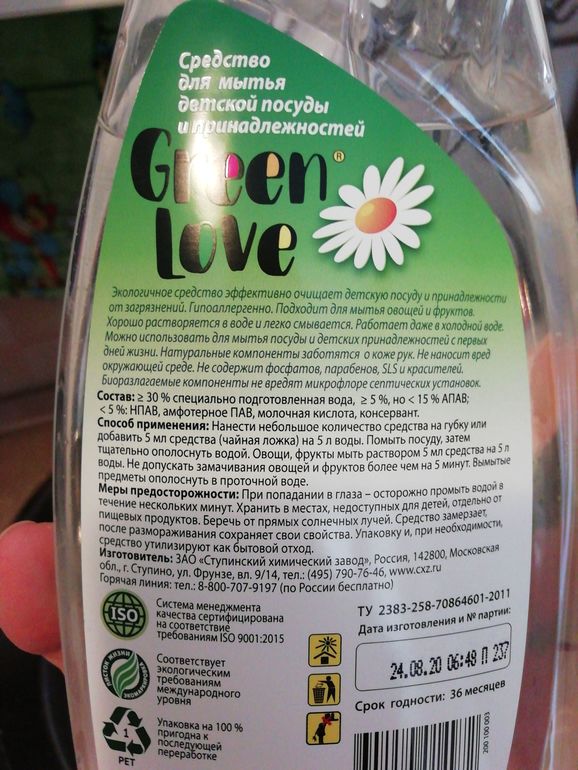 Средство
для мытья
детской посуды
и принадлежностей
Green®
Love
Экологичное средство эффективно очищает детскую посуду и принадлежности
от загрязнений. Гипоаллергенно. Подходит для мытья овощей и фруктов.
Хорошо растворяется в воде и легко смывается. Работает даже в холодной воде.
Можно использовать для мытья посуды и детских принадлежностей с первых
дней жизни. Натуральные компоненты заботятся о коже рук. Не наносит вред
окружающей среде. Не содержит фосфатов, парабенов, SLS и красителей.
Биоразлагаемые компоненты не вредят микрофлоре септических установок.
Состав: ≥ 30 % специально подготовленная вода, ≥ 5 %, но < 15 % АПАВ;
< 5 %: НПАВ, амфотерное ПАВ, молочная кислота, консервант.
Способ применения: Нанести небольшое количество средства на губку или
добавить 5 мл средства (чайная ложка) на 5 л воды. Помыть посуду, затем
тщательно ополоснуть водой. Овощи, фрукты мыть раствором 5 мл средства на 5 л
воды. Не допускать замачивания овощей и фруктов более чем на 5 минут. Вымытые
предметы ополоснуть в проточной воде.
Меры предосторожности: При попадании в глаза – осторожно промыть водой в
течение нескольких минут. Хранить в местах, недоступных для детей, отдельно от
пищевых продуктов. Беречь от прямых солнечных лучей. Средство замерзает,
после размораживания сохраняет свои свойства. Упаковку и, при необходимости,
средство утилизируют как бытовой отход.
Изготовитель: ЗАО «Ступинский химический завод», Россия, 142800, Московская
обл., г. Ступино, ул. Фрунзе, вл. 9/14, тел.: (495) 790-76-46, www.cxz.ru
Горячая линия: тел.: 8-800-707-9197 (по России бесплатно)
ISO
Система менеджмента
качества сертифицирована
на соответствие
требованиям ISO 9001:2015
ЛИСТОК ЖИЗНИ
ЭКОМАРКИРОВКА
Соответствует
экологическим
требованиям
международного
уровня
1
PET
Упаковка на 100 %
пригодна к
последующей
переработке
ТУ 2383-258-70864601-2011
Дата изготовления и № партии:
24.08.20 06:48 П 237
Срок годности: 36 месяцев
200 100 003